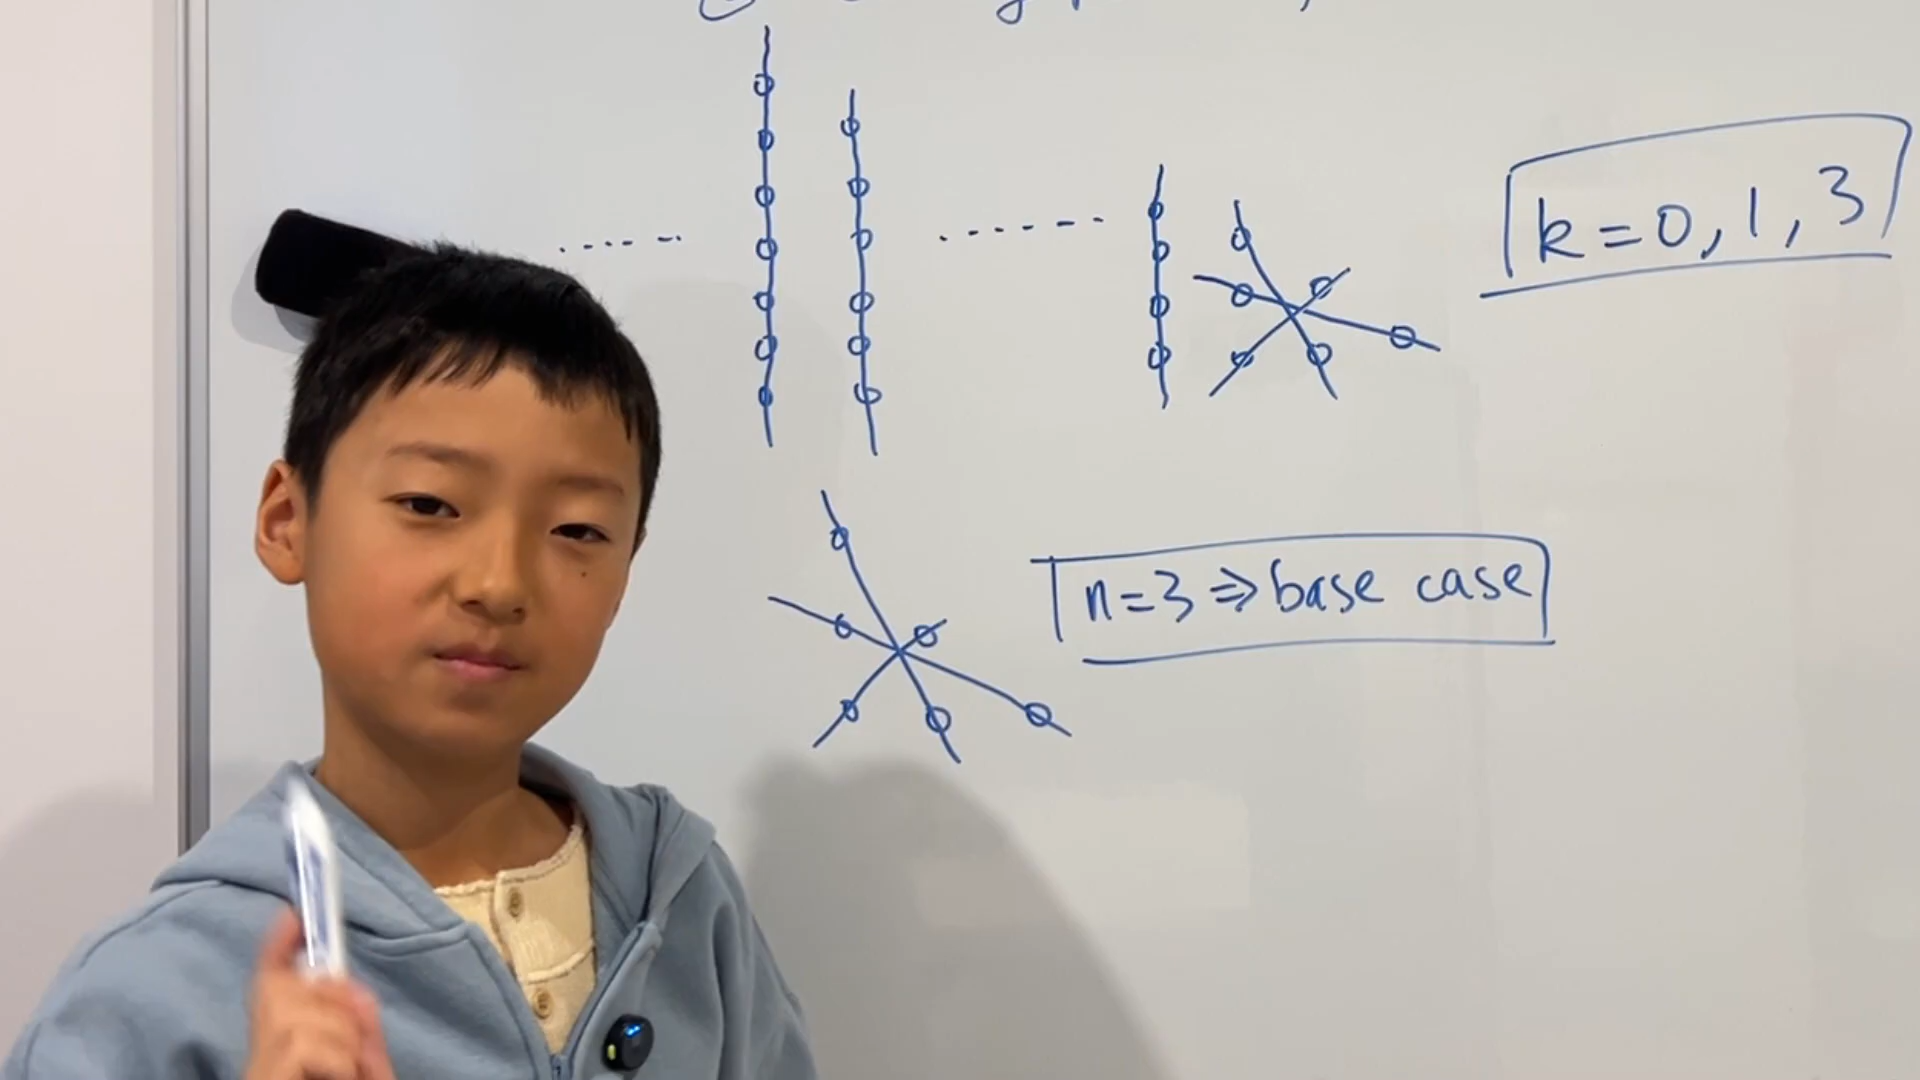 k = 0, 1, 3
n = 3 ⇒ base case